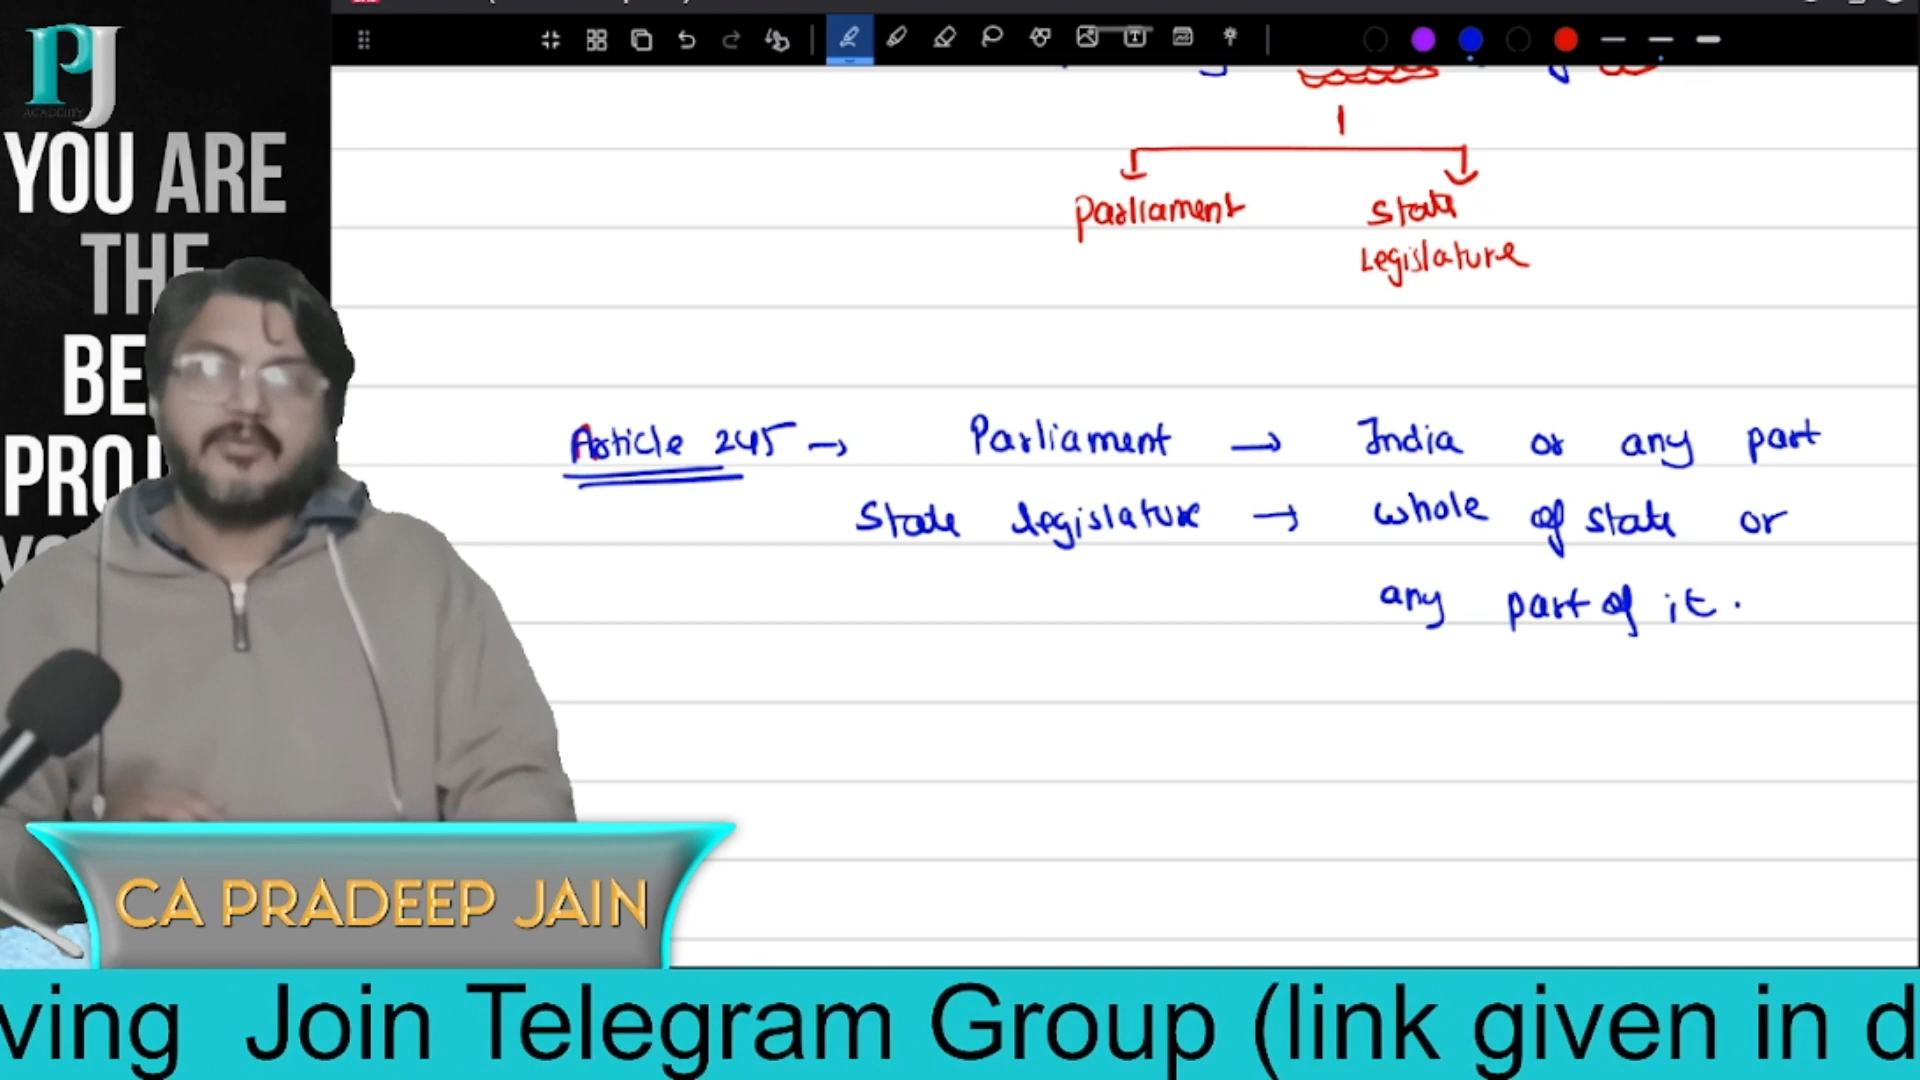 PJ
ACADEMY
YOU ARE
THE
BE
PRO
Parliament
State
Legislature
Article 245 → Parliament → India or any part
State legislature → whole of state or
any part of it.
CA PRADEEP JAIN
ving Join Telegram Group (link given in d